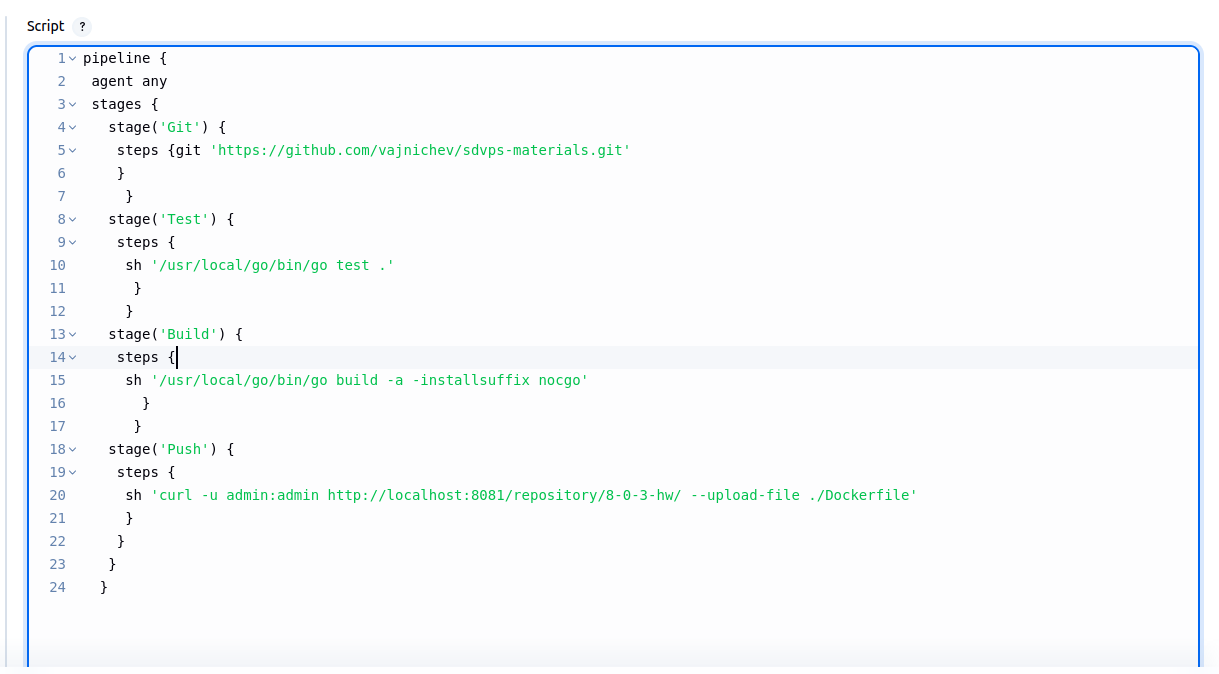 Script ?
1 pipeline {
2  agent any
3  stages {
4    stage('Git') {
5     steps {git 'https://github.com/vajnichev/sdvps-materials.git'
6     }
7      }
8    stage('Test') {
9     steps {
10      sh '/usr/local/go/bin/go test .'
11       }
12      }
13    stage('Build') {
14     steps {
15      sh '/usr/local/go/bin/go build -a -installsuffix nocgo'
16        }
17       }
18    stage('Push') {
19     steps {
20      sh 'curl -u admin:admin http://localhost:8081/repository/8-0-3-hw/ --upload-file ./Dockerfile'
21      }
22     }
23    }
24   }